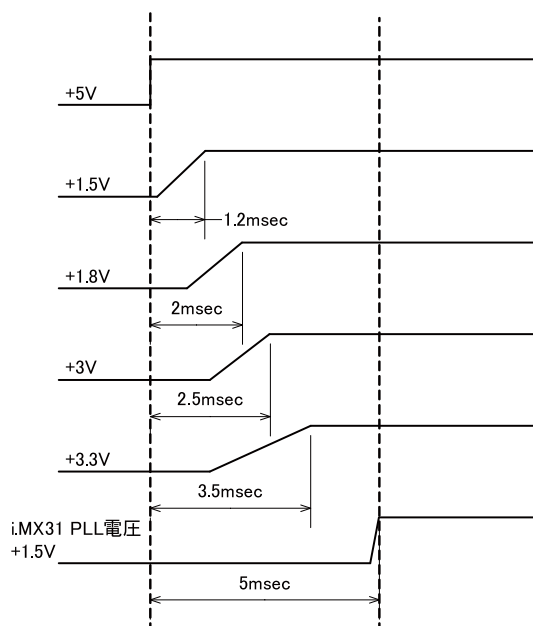 +5V
+1.5V
1.2msec
+1.8V
2msec
+3V
2.5msec
+3.3V
3.5msec
i.MX31 PLL電圧
+1.5V
5msec